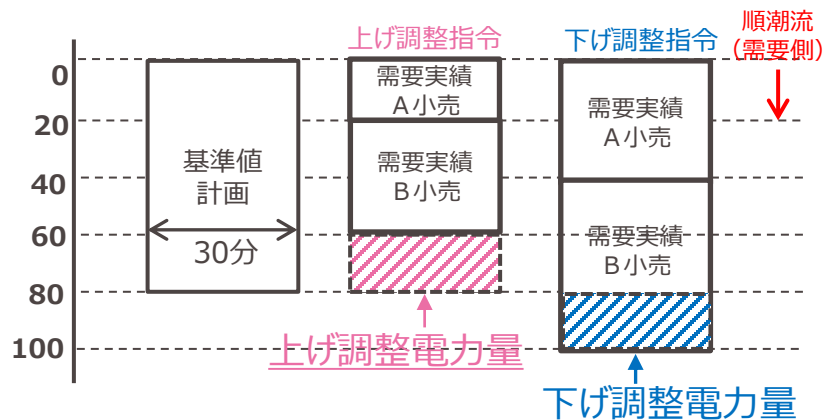 上げ調整指令
下げ調整指令
順潮流
（需要側）
0
20
40
60
80
100
基準値
計画
30分
需要実績
A小売
需要実績
B小売
需要実績
A小売
需要実績
B小売
上げ調整電力量
下げ調整電力量